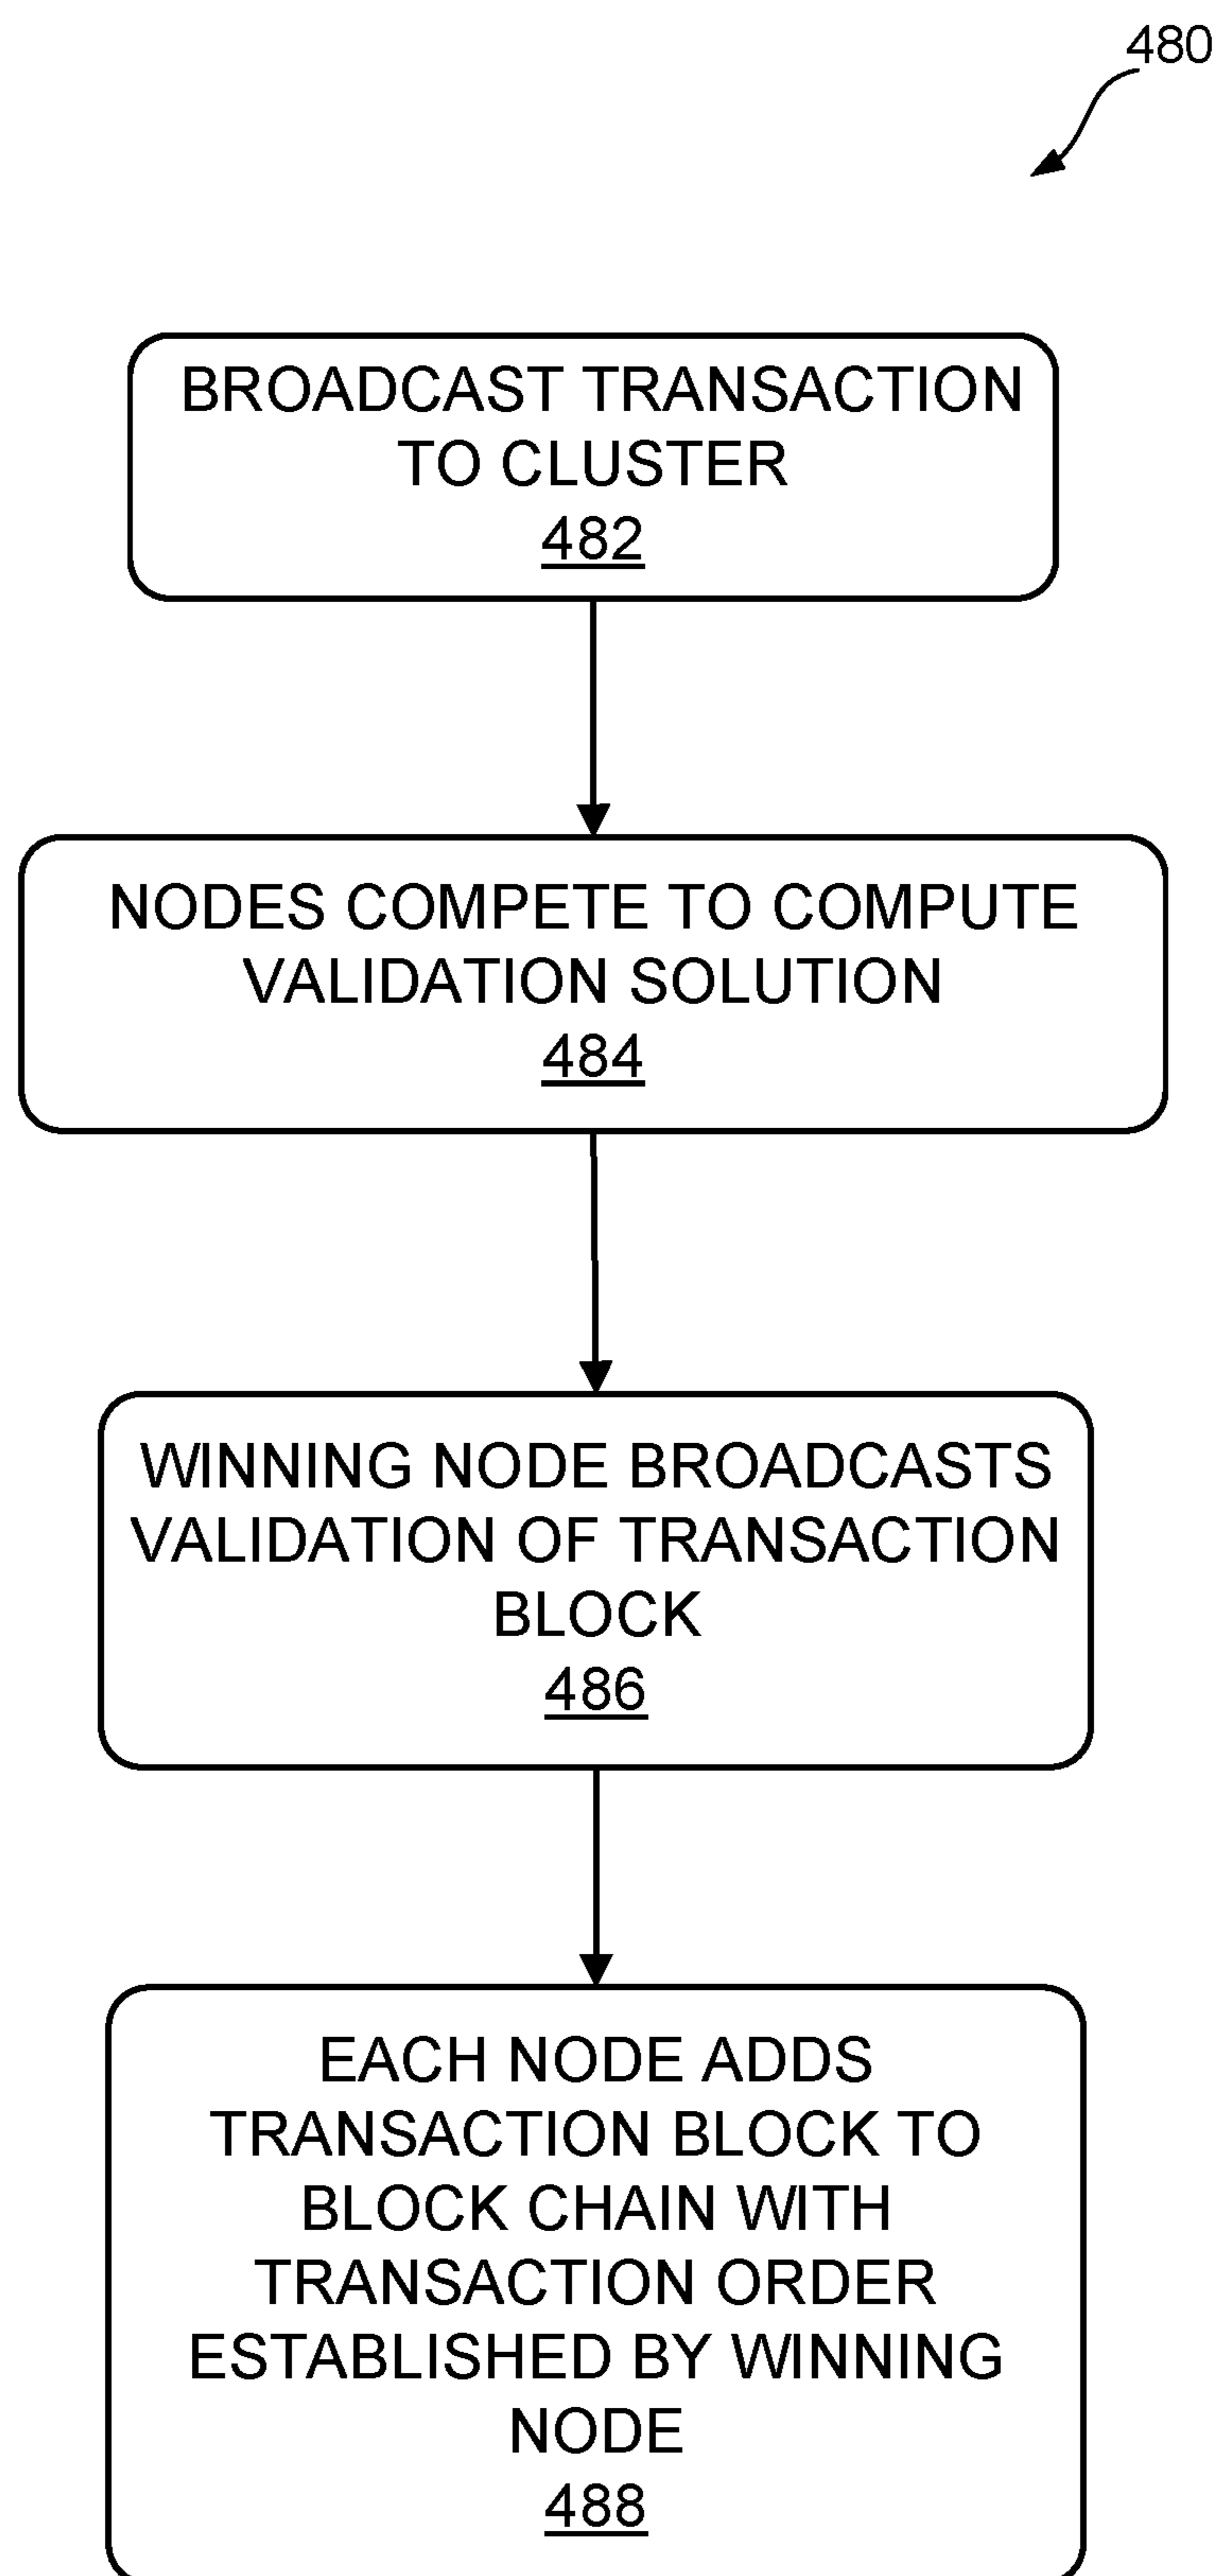 480
BROADCAST TRANSACTION
TO CLUSTER
482
NODES COMPETE TO COMPUTE
VALIDATION SOLUTION
484
WINNING NODE BROADCASTS
VALIDATION OF TRANSACTION
BLOCK
486
EACH NODE ADDS
TRANSACTION BLOCK TO
BLOCK CHAIN WITH
TRANSACTION ORDER
ESTABLISHED BY WINNING
NODE
488